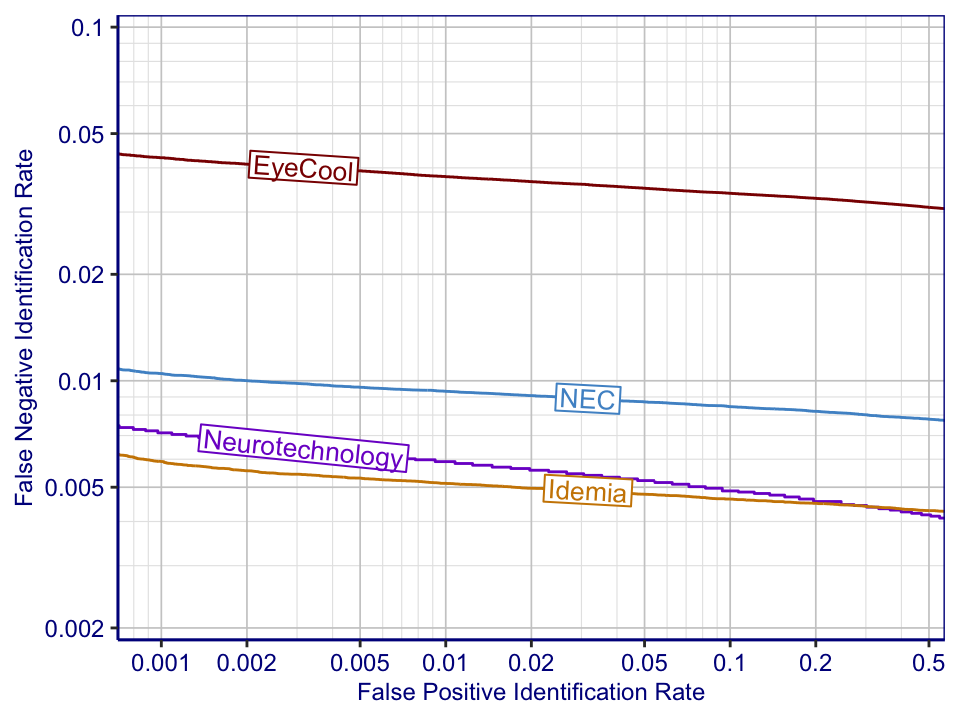 0.1
0.05
0.02
0.01
0.005
0.002
False Negative Identification Rate
EyeCool
NEC
Neurotechnology
Idemia
0.001 0.002 0.005 0.01 0.02 0.05 0.1 0.2 0.5
False Positive Identification Rate